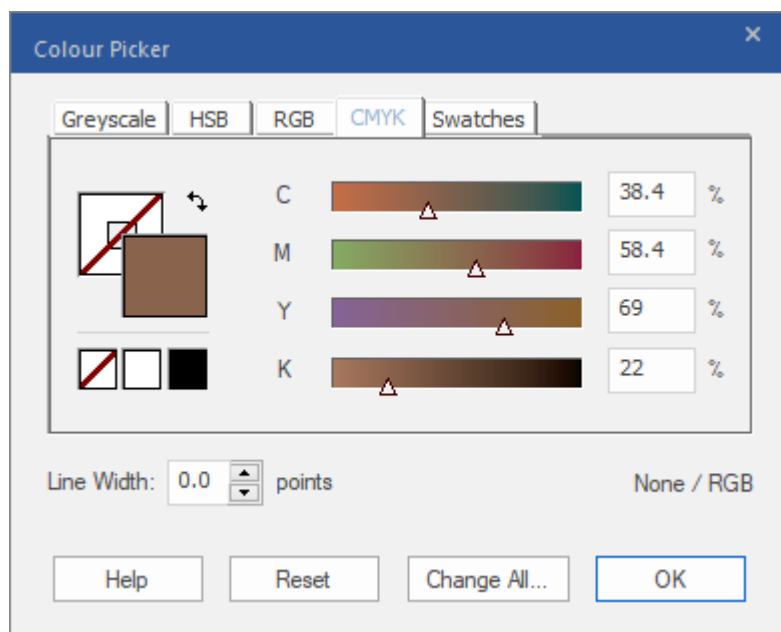 Colour Picker
Greyscale HSB RGB CMYK Swatches
C 38.4 %
M 58.4 %
Y 69 %
K 22 %
Line Width: 0.0 points None / RGB
Help Reset Change All... OK